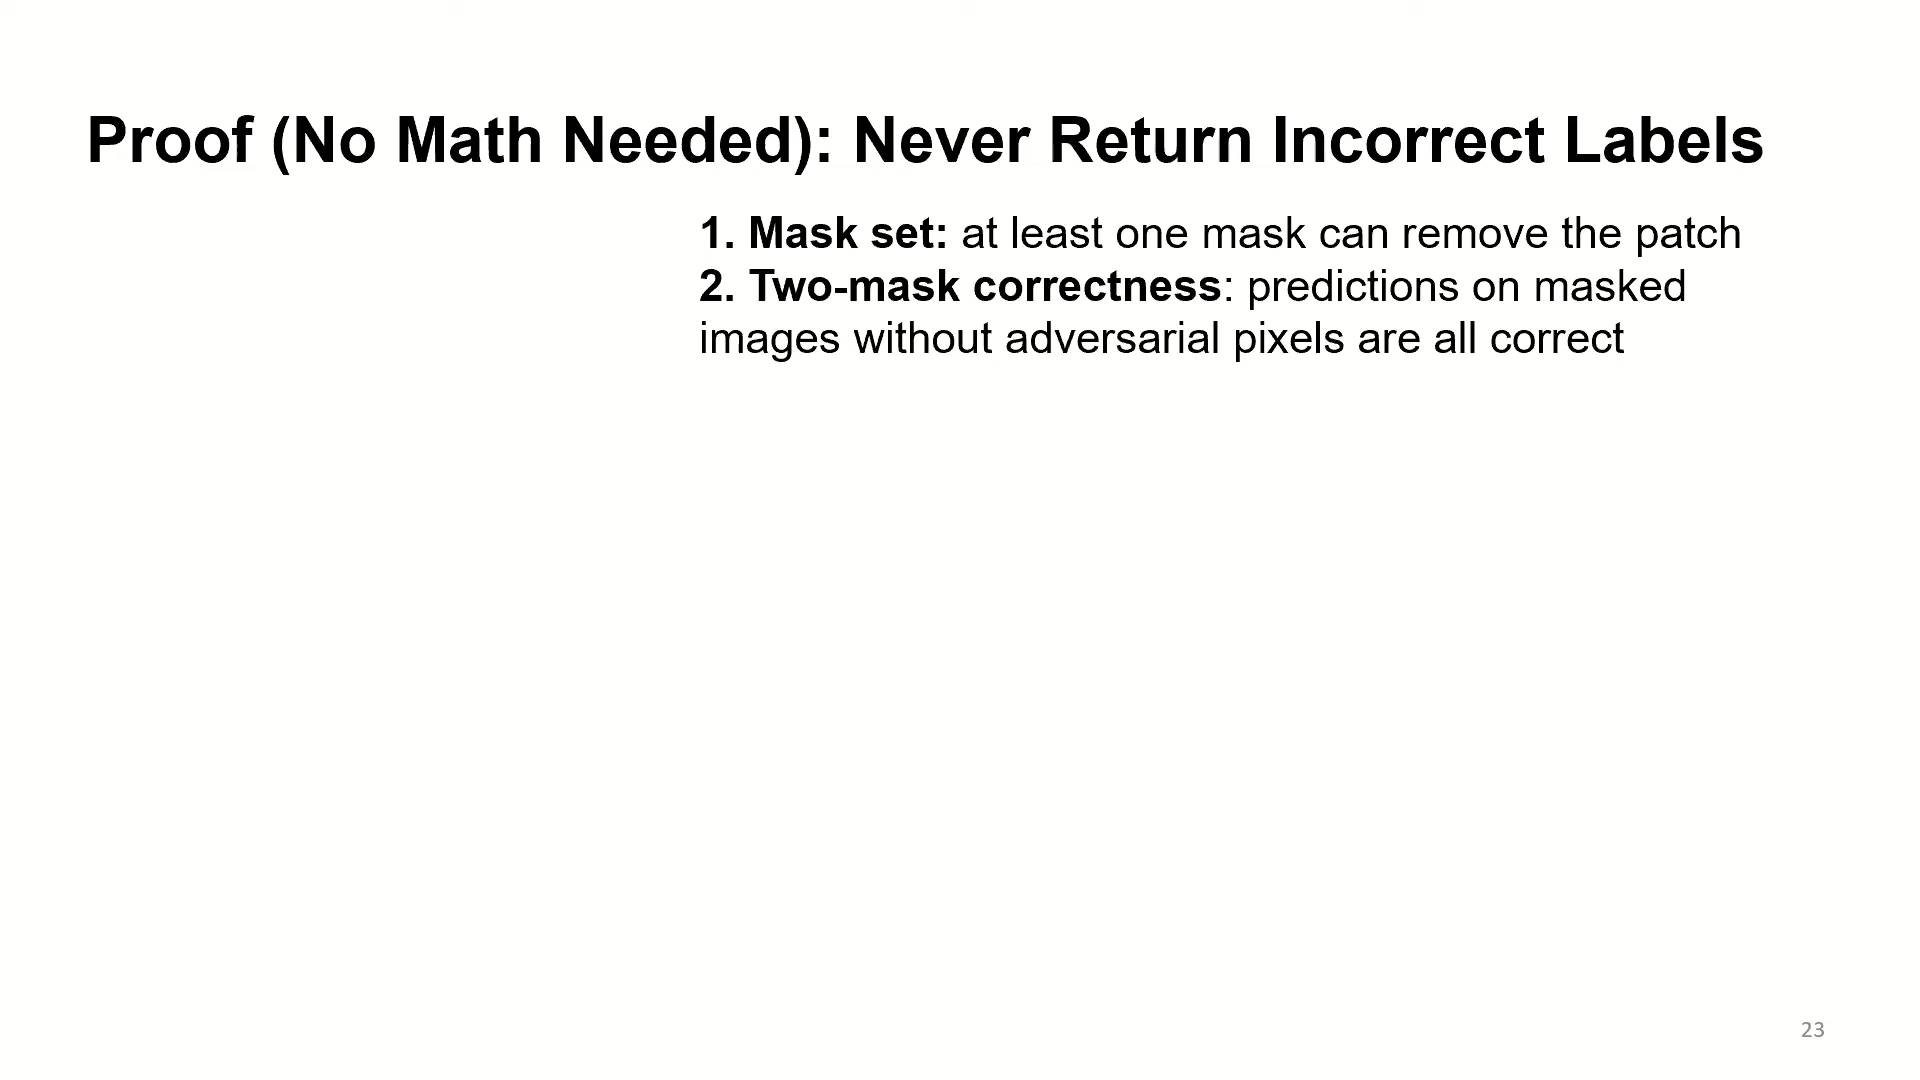 Proof (No Math Needed): Never Return Incorrect Labels
1. Mask set: at least one mask can remove the patch
2. Two-mask correctness: predictions on masked
images without adversarial pixels are all correct
23